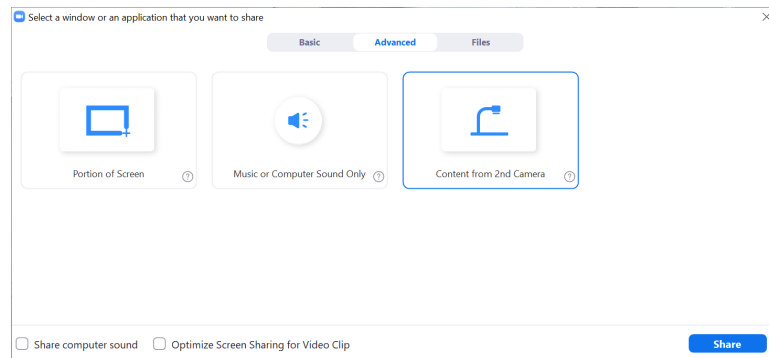 Select a window or an application that you want to share
Basic Advanced Files
Portion of Screen ?
Music or Computer Sound Only ?
Content from 2nd Camera ?
Share computer sound Optimize Screen Sharing for Video Clip Share